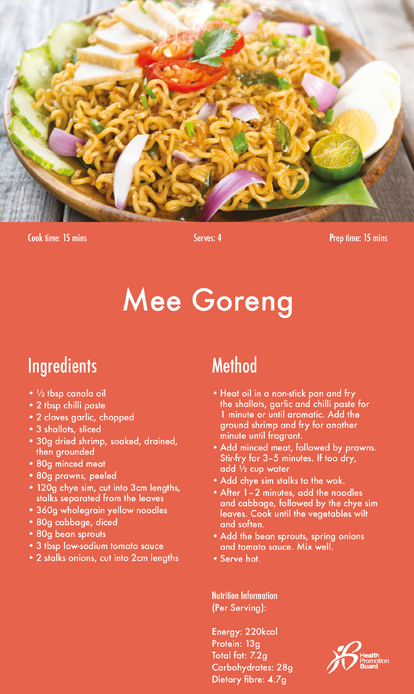 Cook time: 15 mins
Serves: 4
Prep time: 15 mins
Mee Goreng
Ingredients
• ½ tbsp canola oil
• 2 tbsp chilli paste
• 2 cloves garlic, chopped
• 3 shallots, sliced
• 30g dried shrimp, soaked, drained,
then grounded
• 80g minced meat
• 80g prawns, peeled
• 120g chye sim, cut into 3cm lengths,
stalks separated from the leaves
• 360g wholegrain yellow noodles
• 80g cabbage, diced
• 80g bean sprouts
• 3 tbsp low-sodium tomato sauce
• 2 stalks onions, cut into 2cm lengths
Method
• Heat oil in a non-stick pan and fry
the shallots, garlic and chilli paste for
1 minute or until aromatic. Add the
ground shrimp and fry for another
minute until fragrant.
• Add minced meat, followed by prawns.
Stir-fry for 3–5 minutes. If too dry,
add ½ cup water
• Add chye sim stalks to the wok.
• After 1–2 minutes, add the noodles
and cabbage, followed by the chye sim
leaves. Cook until the vegetables wilt
and soften.
• Add the bean sprouts, spring onions
and tomato sauce. Mix well.
• Serve hot.
Nutrition Information
(Per Serving):
Energy: 220kcal
Protein: 13g
Total fat: 7.2g
Carbohydrates: 28g
Dietary fibre: 4.7g
Health
Promotion
Board